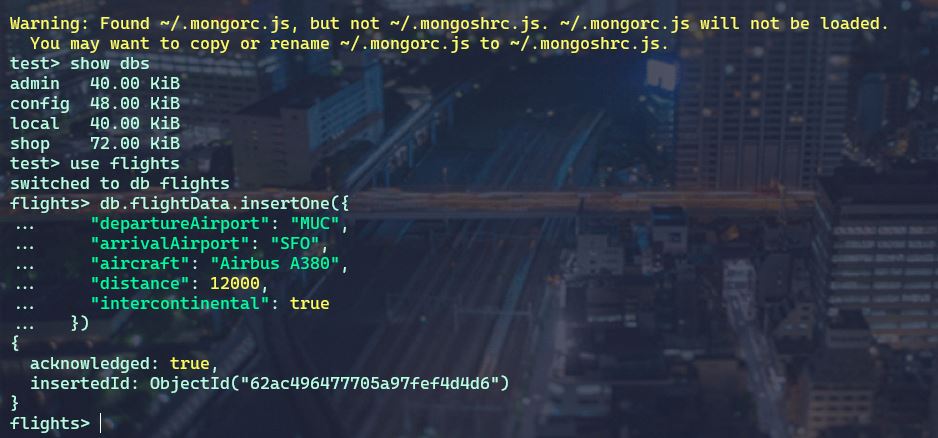 Warning: Found ~/.mongorc.js, but not ~/.mongoshrc.js. ~/.mongorc.js will not be loaded.
  You may want to copy or rename ~/.mongorc.js to ~/.mongoshrc.js.
test> show dbs
admin   40.00 KiB
config  48.00 KiB
local   40.00 KiB
shop    72.00 KiB
test> use flights
switched to db flights
flights> db.flightData.insertOne({
...     "departureAirport": "MUC",
...     "arrivalAirport": "SFO",
...     "aircraft": "Airbus A380",
...     "distance": 12000,
...     "intercontinental": true
...   })
{
  acknowledged: true,
  insertedId: ObjectId("62ac496477705a97fef4d4d6")
}
flights>